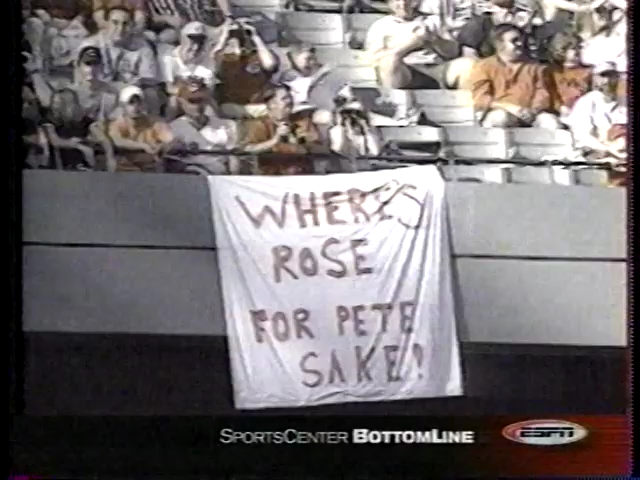 WHERE'S
ROSE
FOR PETE
SAKE!
SPORTSCENTER BOTTOMLINE ESPN